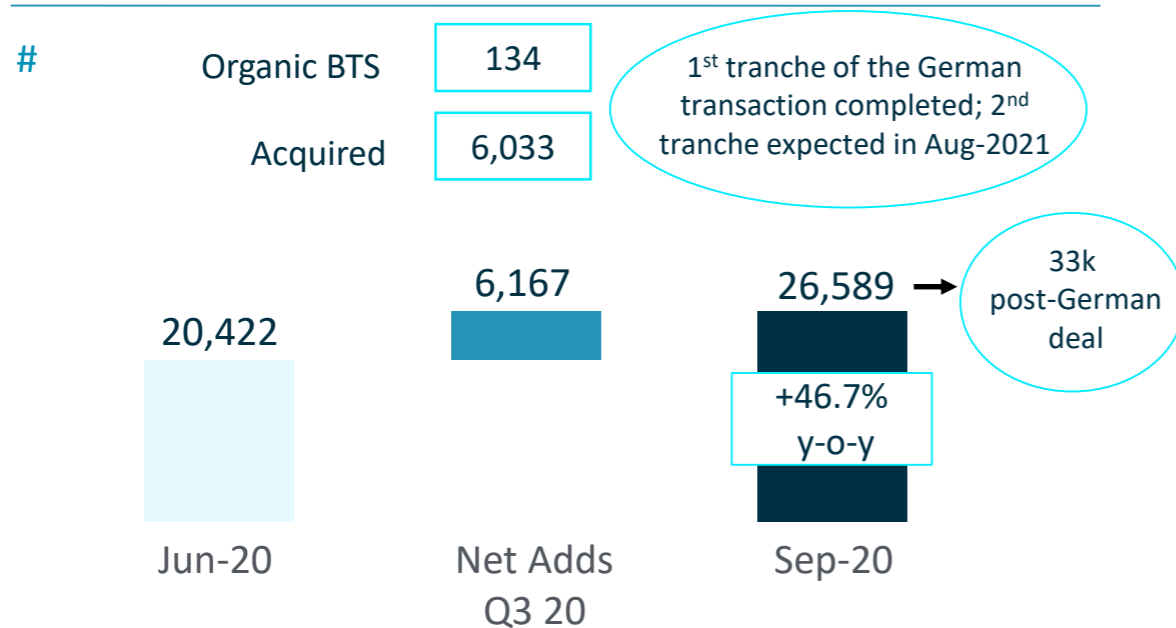 #
Organic BTS
134
Acquired
6,033
1st tranche of the German
transaction completed; 2nd
tranche expected in Aug-2021
20,422
6,167
26,589
33k
post-German
deal
+46.7%
y-o-y
Jun-20
Net Adds
Q3 20
Sep-20